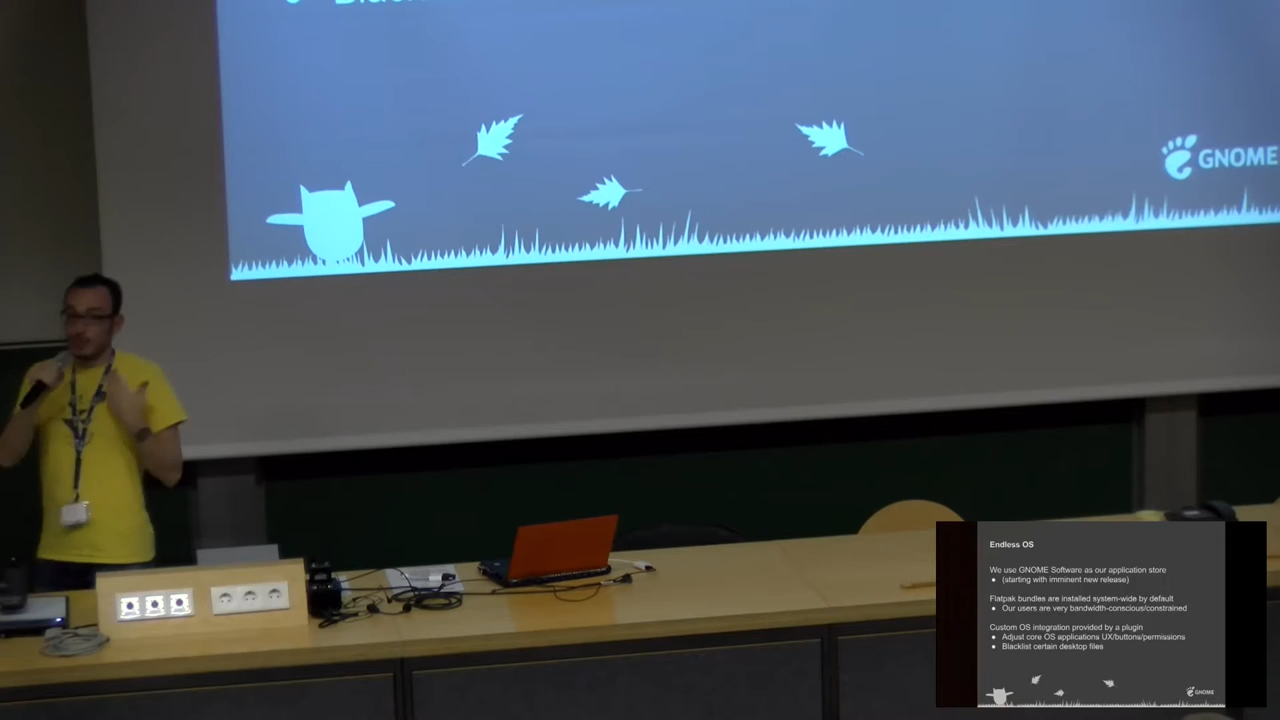 GNOME
Endless OS
We use GNOME Software as our application store
● (starting with imminent new release)
Flatpak bundles are installed system-wide by default
● Our users are very bandwidth-conscious/constrained
Custom OS integration provided by a plugin
● Adjust core OS applications UX/buttons/permissions
● Blacklist certain desktop files
GNOME